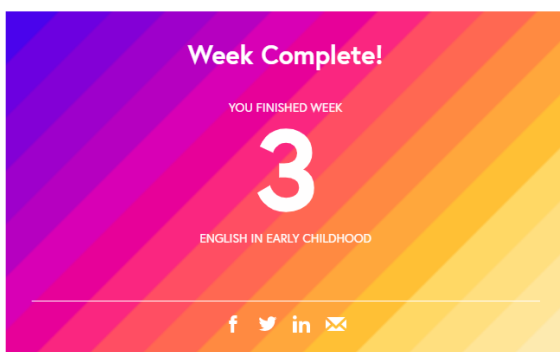 Week Complete!
YOU FINISHED WEEK
3
ENGLISH IN EARLY CHILDHOOD